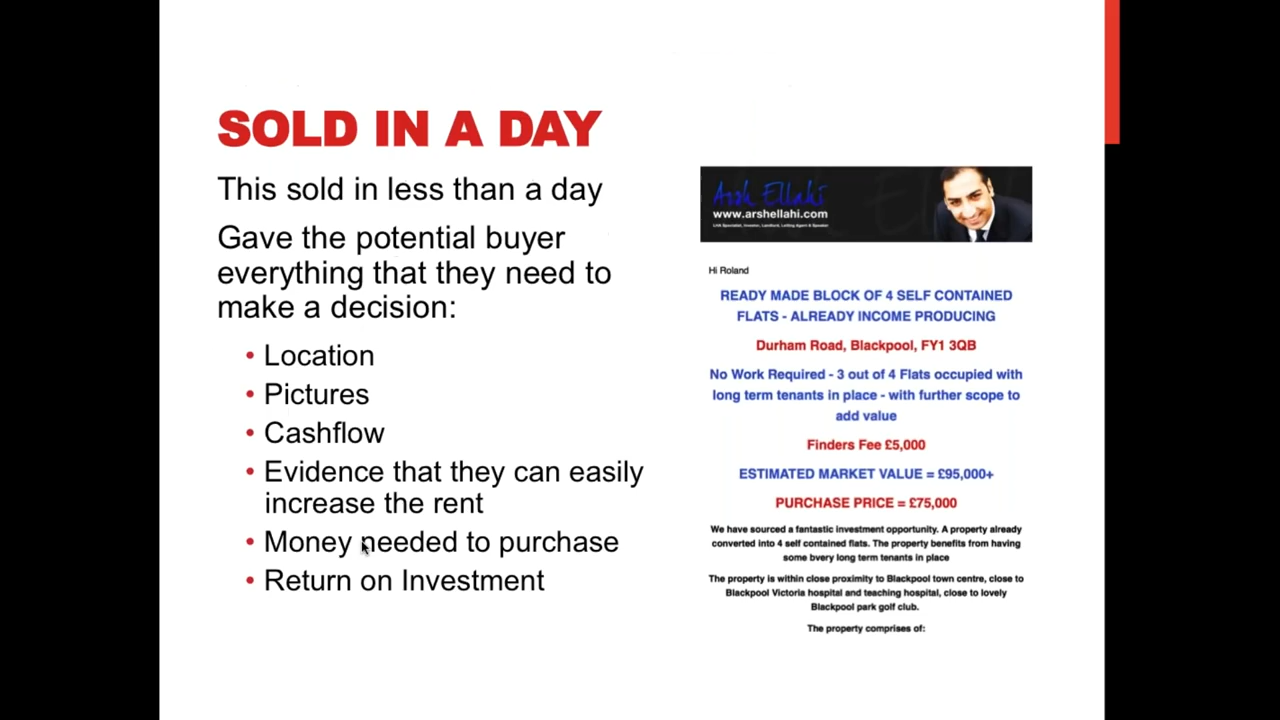 SOLD IN A DAY
This sold in less than a day
Gave the potential buyer
everything that they need to
make a decision:
• Location
• Pictures
• Cashflow
• Evidence that they can easily
increase the rent
• Money needed to purchase
• Return on Investment
Arsh Ellahi
www.arshellahi.com
LHA Specialist, Investor, Landlord, Letting Agent & Speaker
Hi Roland
READY MADE BLOCK OF 4 SELF CONTAINED
FLATS - ALREADY INCOME PRODUCING
Durham Road, Blackpool, FY1 3QB
No Work Required - 3 out of 4 Flats occupied with
long term tenants in place - with further scope to
add value
Finders Fee £5,000
ESTIMATED MARKET VALUE = £95,000+
PURCHASE PRICE = £75,000
We have sourced a fantastic investment opportunity. A property already
converted into 4 self contained flats. The property benefits from having
some bvery long term tenants in place
The property is within close proximity to Blackpool town centre, close to
Blackpool Victoria hospital and teaching hospital, close to lovely
Blackpool park golf club.
The property comprises of: